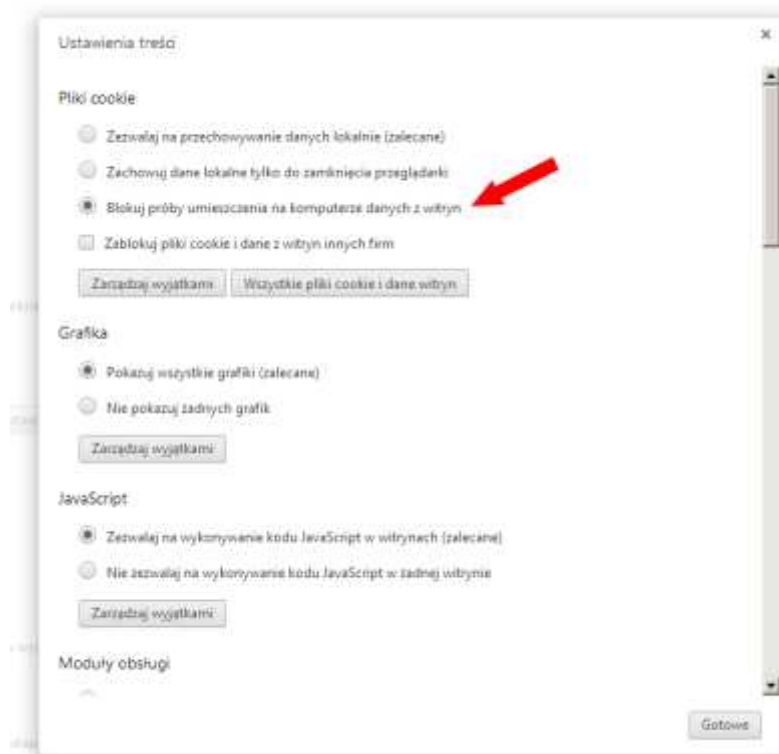 Ustawienia treści
Pliki cookie
Zezwalaj na przechowywanie danych lokalnie (zalecane)
Zachowuj dane lokalne tylko do zamknięcia przeglądarki
Blokuj próby umieszczenia na komputerze danych z witryn
Zablokuj pliki cookie i dane z witryn innych firm
Zarządzaj wyjątkami
Wszystkie pliki cookie i dane witryn
Grafika
Pokazuj wszystkie grafiki (zalecane)
Nie pokazuj żadnych grafik
Zarządzaj wyjątkami
JavaScript
Zezwalaj na wykonywanie kodu JavaScript w witrynach (zalecane)
Nie zezwalaj na wykonywanie kodu JavaScript w żadnej witrynie
Zarządzaj wyjątkami
Moduły obsługi
Gotowe